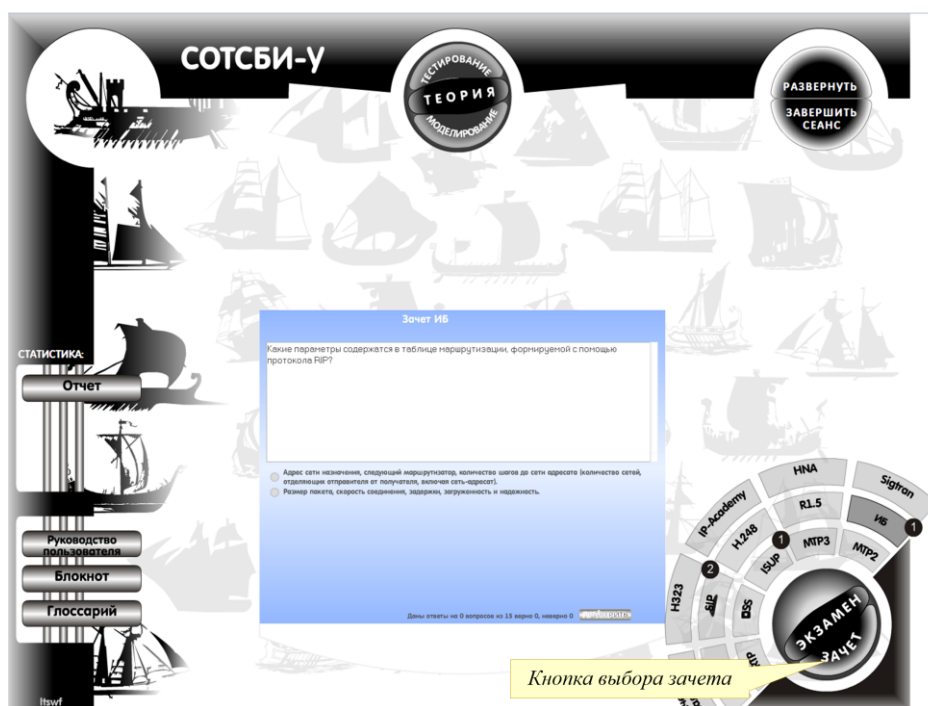 СОТСБИ-У
ТЕСТИРОВАНИЕ
ТЕОРИЯ
МОДЕЛИРОВАНИЕ
РАЗВЕРНУТЬ
ЗАВЕРШИТЬ
СЕАНС
Зачет ИБ
Какие параметры содержатся в таблице маршрутизации, формируемой с помощью
протокола RIP?
СТАТИСТИКА:
Отчет
Адрес сети назначения, следующий маршрутизатор, количество шагов до сети адресата (количество сетей,
отделяющих отправителя от получателя, включая сеть-адресат).
Размер пакета, скорость соединения, задержки, загруженность и надежность.
Руководство
пользователя
Блокнот
Глоссарий
Даны ответы на 0 вопросов из 15 верно 0, неверно 0
HNA
Sigtran
IP-Academy
R1.5
ИБ
1
H.248
1
ISUP
MTP3
MTP2
2
H323
SIP
DSS
ЭКЗАМЕН
ЗАЧЕТ
Кнопка выбора зачета
ltswf